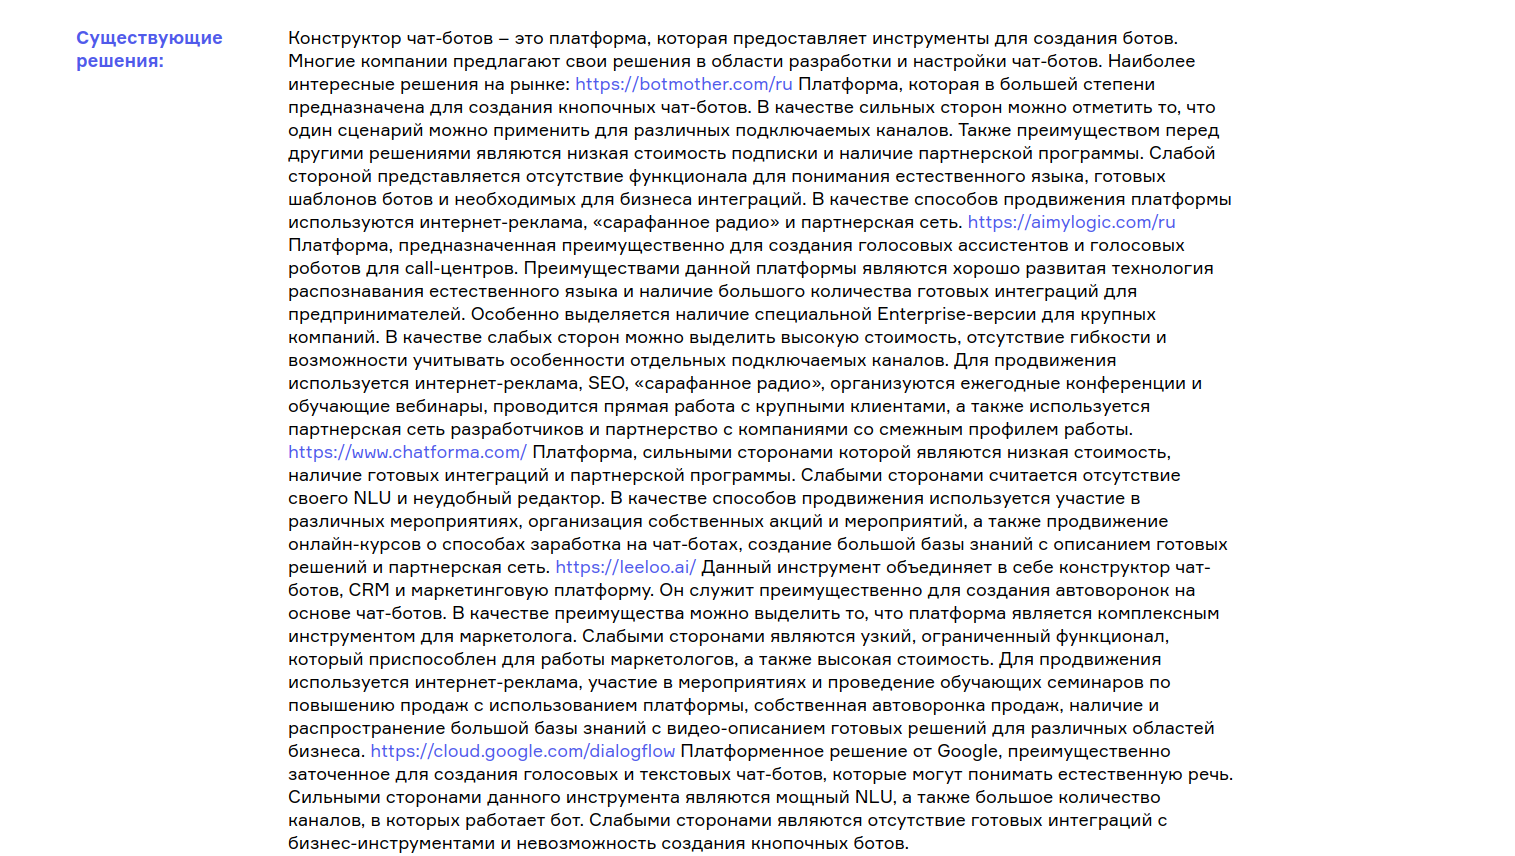 Существующие
решения:
Конструктор чат-ботов – это платформа, которая предоставляет инструменты для создания ботов.
Многие компании предлагают свои решения в области разработки и настройки чат-ботов. Наиболее
интересные решения на рынке: https://botmother.com/ru Платформа, которая в большей степени
предназначена для создания кнопочных чат-ботов. В качестве сильных сторон можно отметить то, что
один сценарий можно применить для различных подключаемых каналов. Также преимуществом перед
другими решениями являются низкая стоимость подписки и наличие партнерской программы. Слабой
стороной представляется отсутствие функционала для понимания естественного языка, готовых
шаблонов ботов и необходимых для бизнеса интеграций. В качестве способов продвижения платформы
используются интернет-реклама, «сарафанное радио» и партнерская сеть. https://aimylogic.com/ru
Платформа, предназначенная преимущественно для создания голосовых ассистентов и голосовых
роботов для call-центров. Преимуществами данной платформы являются хорошо развитая технология
распознавания естественного языка и наличие большого количества готовых интеграций для
предпринимателей. Особенно выделяется наличие специальной Enterprise-версии для крупных
компаний. В качестве слабых сторон можно выделить высокую стоимость, отсутствие гибкости и
возможности учитывать особенности отдельных подключаемых каналов. Для продвижения
используется интернет-реклама, SEO, «сарафанное радио», организуются ежегодные конференции и
обучающие вебинары, проводится прямая работа с крупными клиентами, а также используется
партнерская сеть разработчиков и партнерство с компаниями со смежным профилем работы.
https://www.chatforma.com/ Платформа, сильными сторонами которой являются низкая стоимость,
наличие готовых интеграций и партнерской программы. Слабыми сторонами считается отсутствие
своего NLU и неудобный редактор. В качестве способов продвижения используется участие в
различных мероприятиях, организация собственных акций и мероприятий, а также продвижение
онлайн-курсов о способах заработка на чат-ботах, создание большой базы знаний с описанием готовых
решений и партнерская сеть. https://leeloo.ai/ Данный инструмент объединяет в себе конструктор чат-
ботов, CRM и маркетинговую платформу. Он служит преимущественно для создания автоворонок на
основе чат-ботов. В качестве преимущества можно выделить то, что платформа является комплексным
инструментом для маркетолога. Слабыми сторонами являются узкий, ограниченный функционал,
который приспособлен для работы маркетологов, а также высокая стоимость. Для продвижения
используется интернет-реклама, участие в мероприятиях и проведение обучающих семинаров по
повышению продаж с использованием платформы, собственная автоворонка продаж, наличие и
распространение большой базы знаний с видео-описанием готовых решений для различных областей
бизнеса. https://cloud.google.com/dialogflow Платформенное решение от Google, преимущественно
заточенное для создания голосовых и текстовых чат-ботов, которые могут понимать естественную речь.
Сильными сторонами данного инструмента являются мощный NLU, а также большое количество
каналов, в которых работает бот. Слабыми сторонами являются отсутствие готовых интеграций с
бизнес-инструментами и невозможность создания кнопочных ботов.